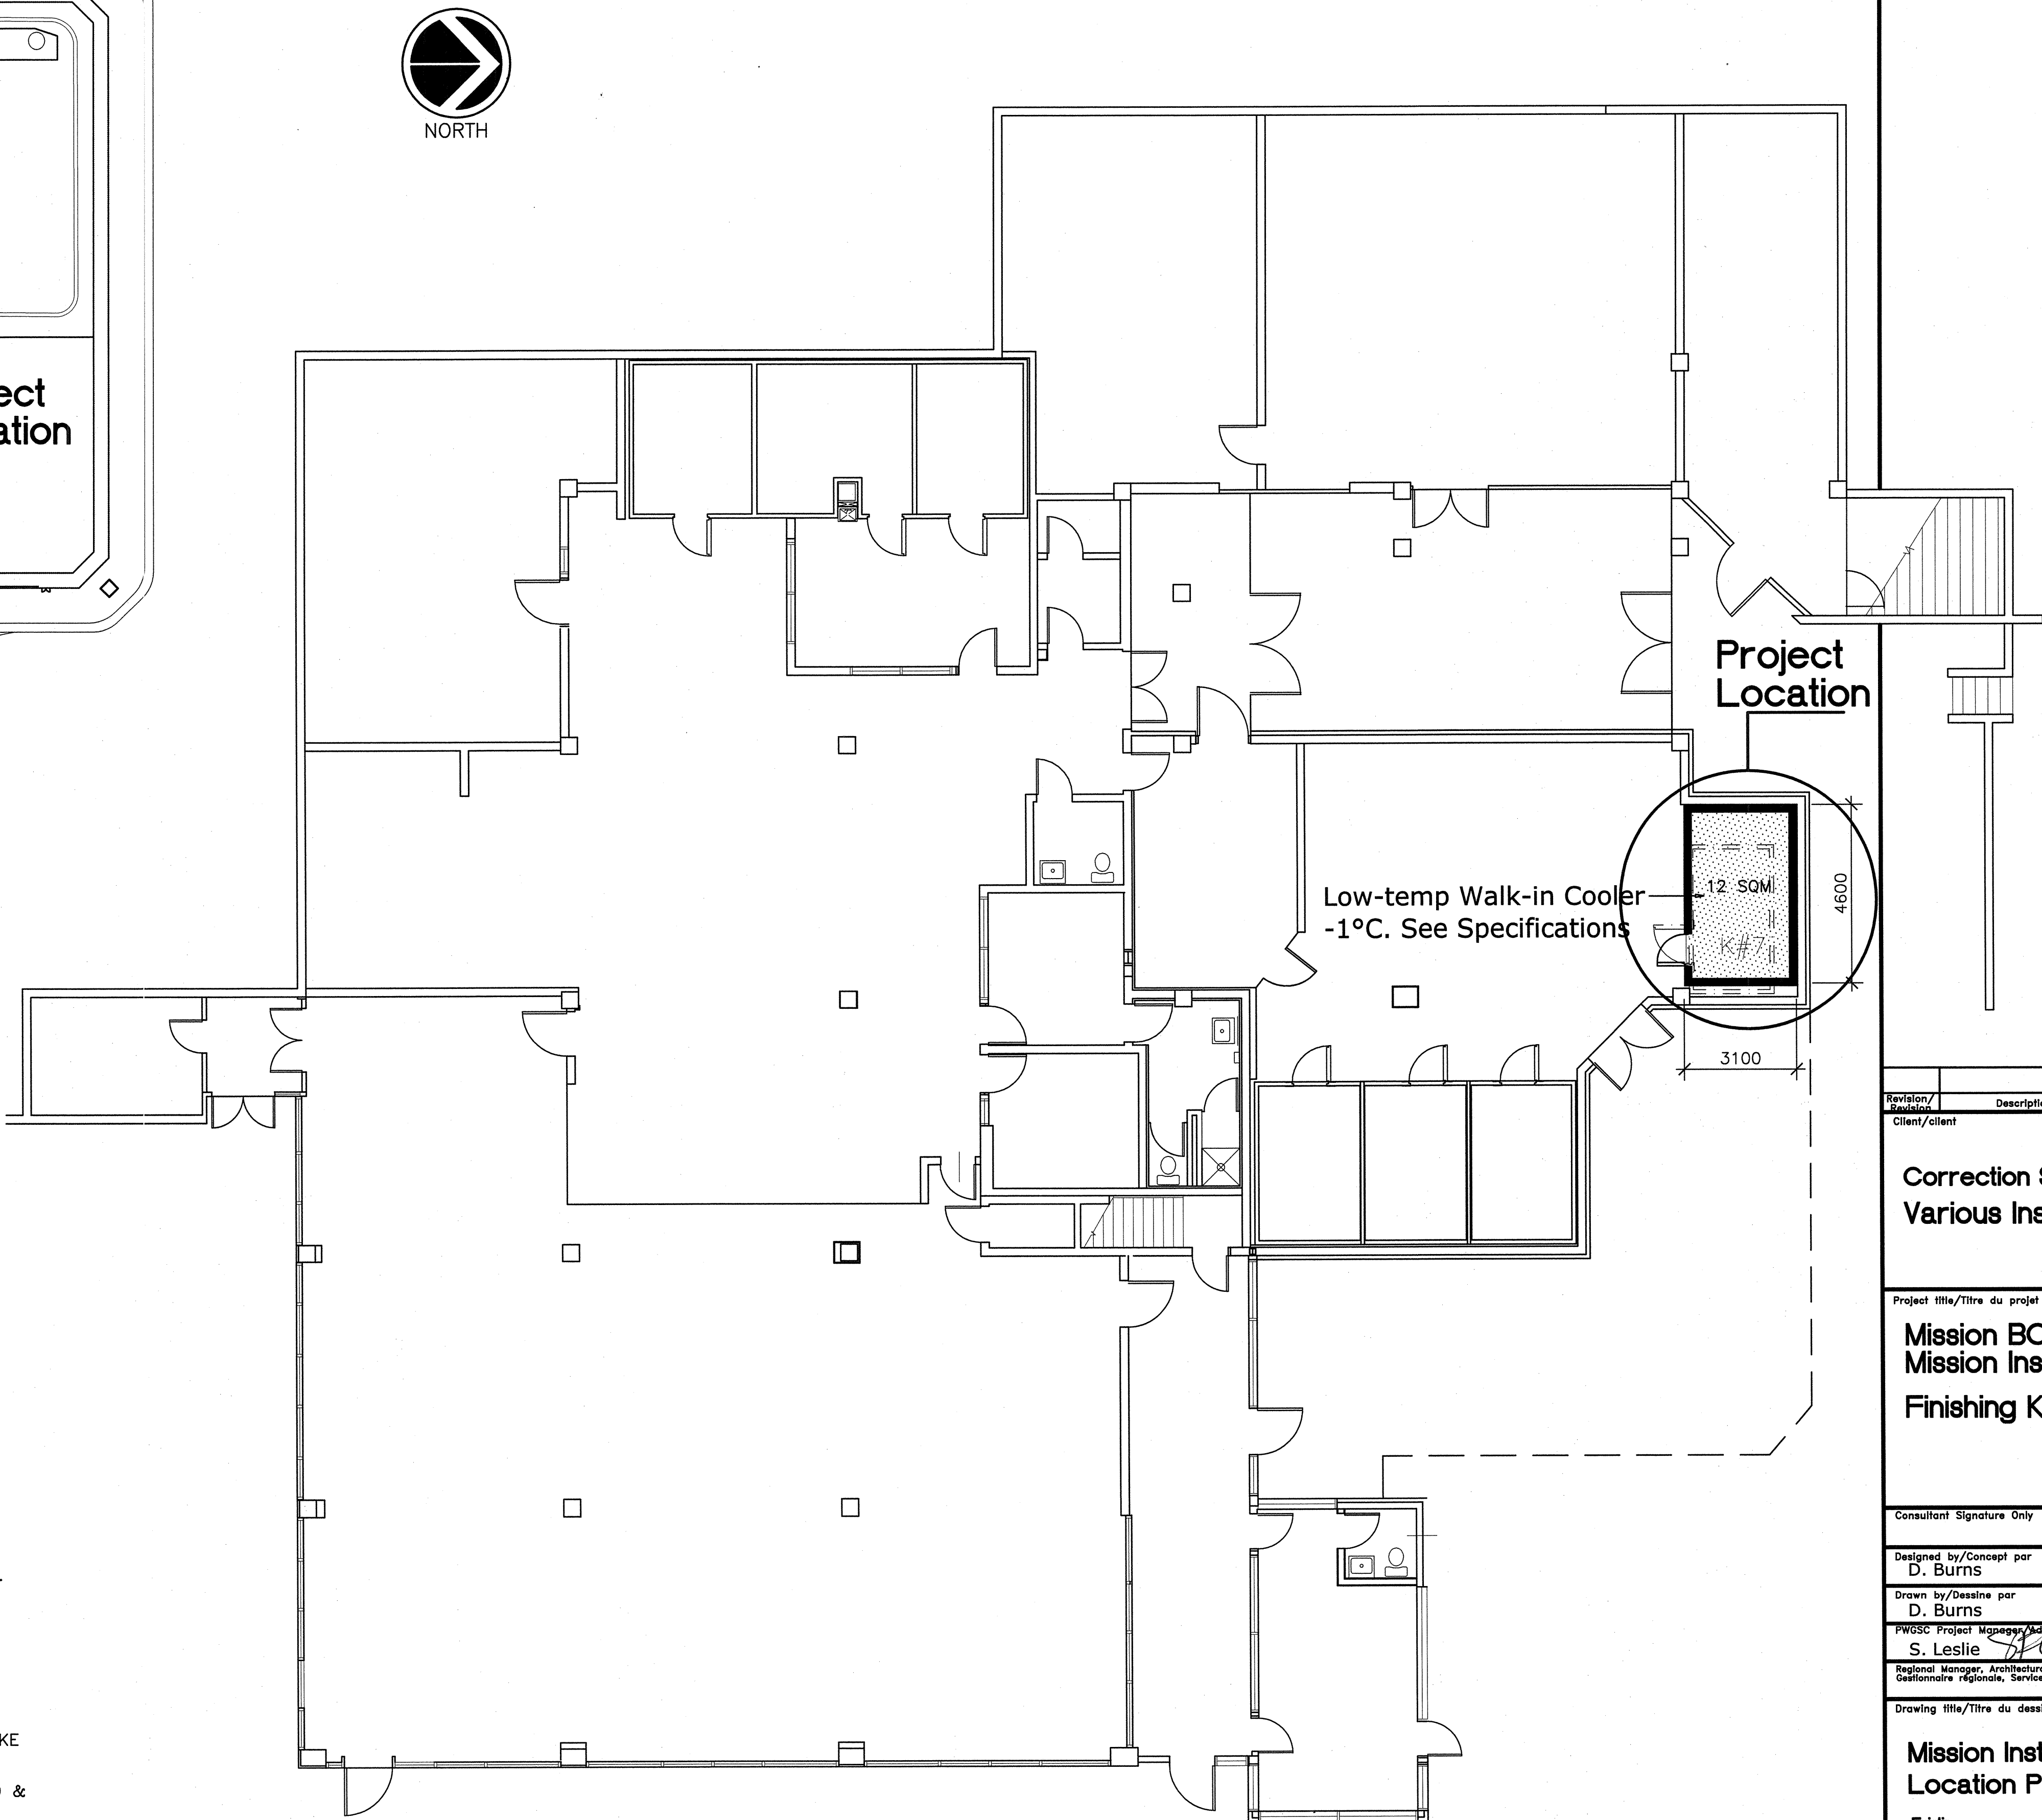 NORTH
ect
ation
Project
Location
12 SQM
Low-temp Walk-in Cooler
-1°C. See Specifications
K#7
4600
3100
Revision/
Revision
Descripti
Client/client
Correction S
Various Ins
Project title/Titre du projet
Mission BC
Mission Ins
Finishing K
Consultant Signature Only
Designed by/Concept par
D. Burns
Drawn by/Dessine par
D. Burns
PWGSC Project Manager/Ad
S. Leslie
Regional Manager, Architectura
Gestionnaire régionale, Service
Drawing title/Titre du dessi
KE
Mission Inst
Location P
&